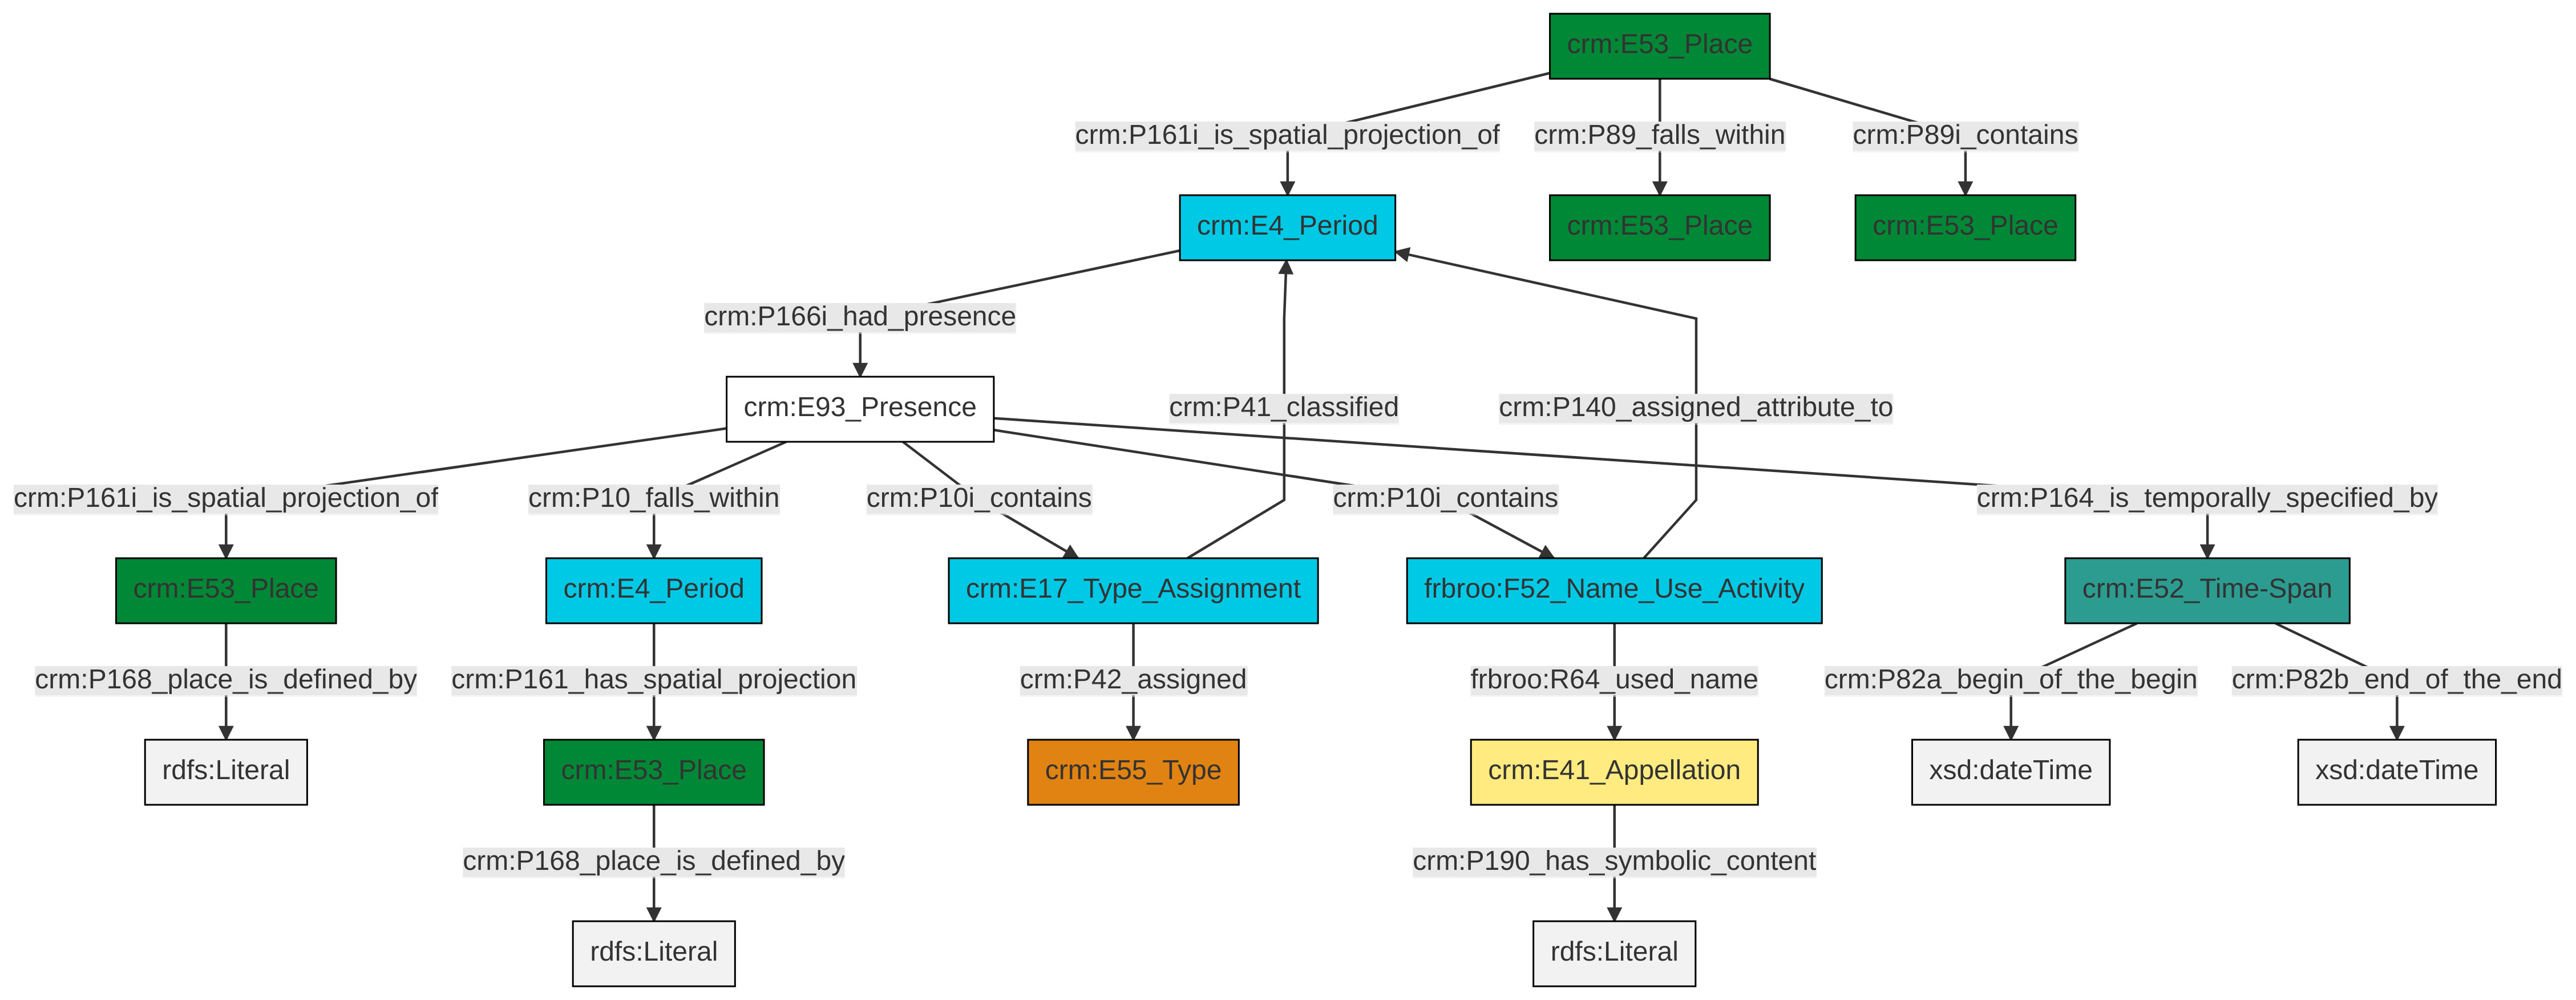 crm:E53_Place
crm:P161i_is_spatial_projection_of
crm:P89_falls_within
crm:P89i_contains
crm:E4_Period
crm:E53_Place
crm:E53_Place
crm:P166i_had_presence
crm:E93_Presence
crm:P41_classified
crm:P140_assigned_attribute_to
crm:P161i_is_spatial_projection_of
crm:P10_falls_within
crm:P10i_contains
crm:P10i_contains
crm:P164_is_temporally_specified_by
crm:E53_Place
crm:E4_Period
crm:E17_Type_Assignment
frbroo:F52_Name_Use_Activity
crm:E52_Time-Span
crm:P168_place_is_defined_by
crm:P161_has_spatial_projection
crm:P42_assigned
frbroo:R64_used_name
crm:P82a_begin_of_the_begin
crm:P82b_end_of_the_end
rdfs:Literal
crm:E53_Place
crm:E55_Type
crm:E41_Appellation
xsd:dateTime
xsd:dateTime
crm:P168_place_is_defined_by
crm:P190_has_symbolic_content
rdfs:Literal
rdfs:Literal